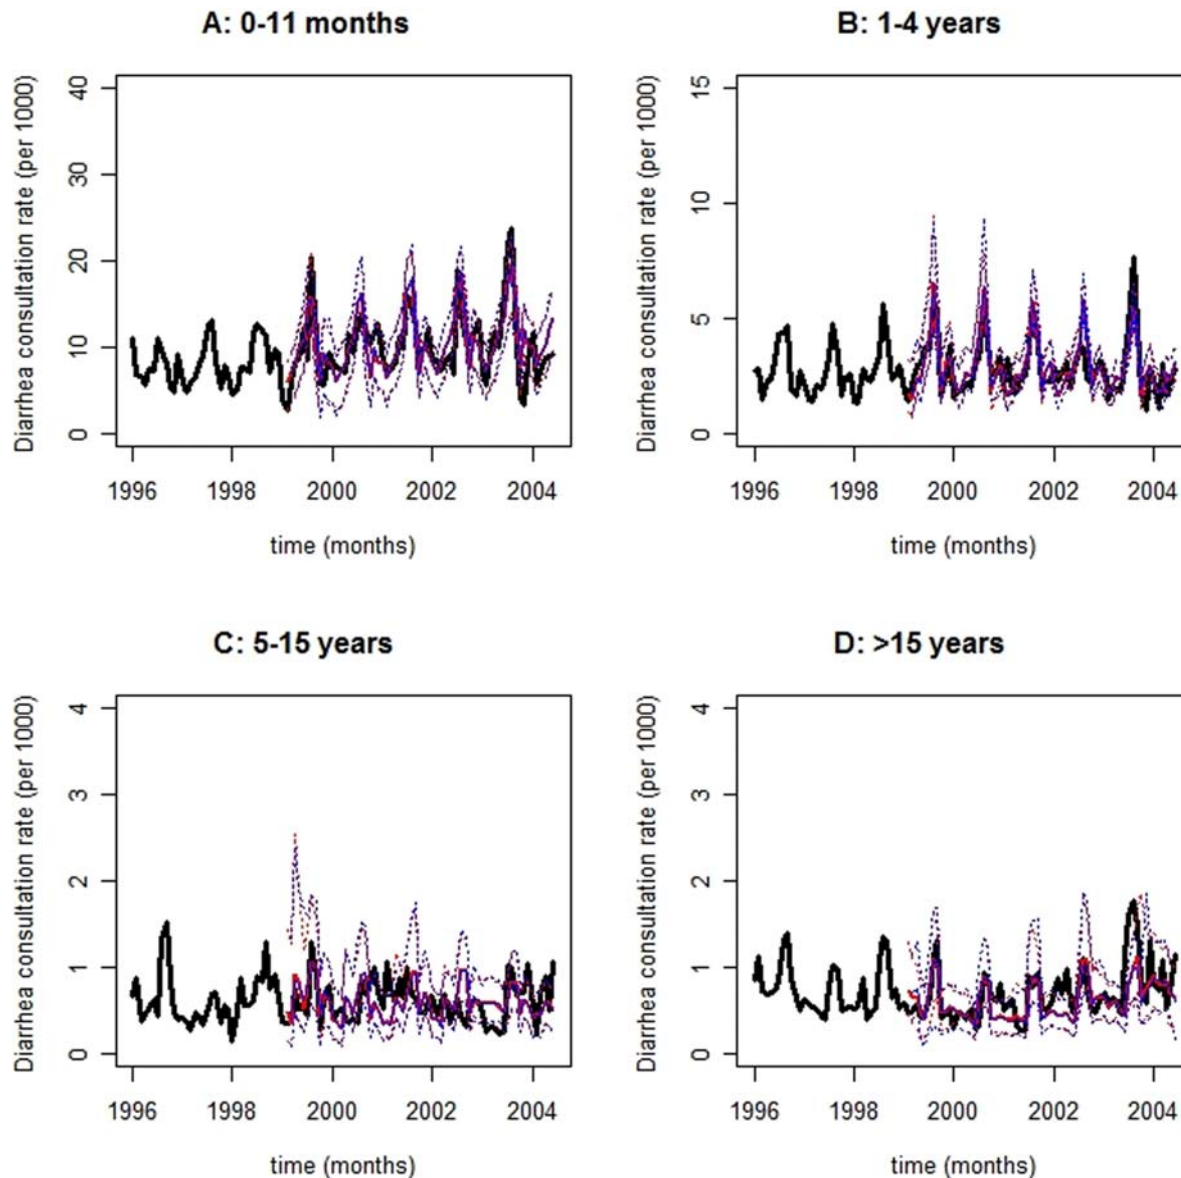 A: 0-11 months
B: 1-4 years
Diarrhea consultation rate (per 1000)
40
30
20
10
0
1996 1998 2000 2002 2004
time (months)
Diarrhea consultation rate (per 1000)
15
10
5
0
1996 1998 2000 2002 2004
time (months)
C: 5-15 years
D: >15 years
Diarrhea consultation rate (per 1000)
4
3
2
1
0
1996 1998 2000 2002 2004
time (months)
Diarrhea consultation rate (per 1000)
4
3
2
1
0
1996 1998 2000 2002 2004
time (months)